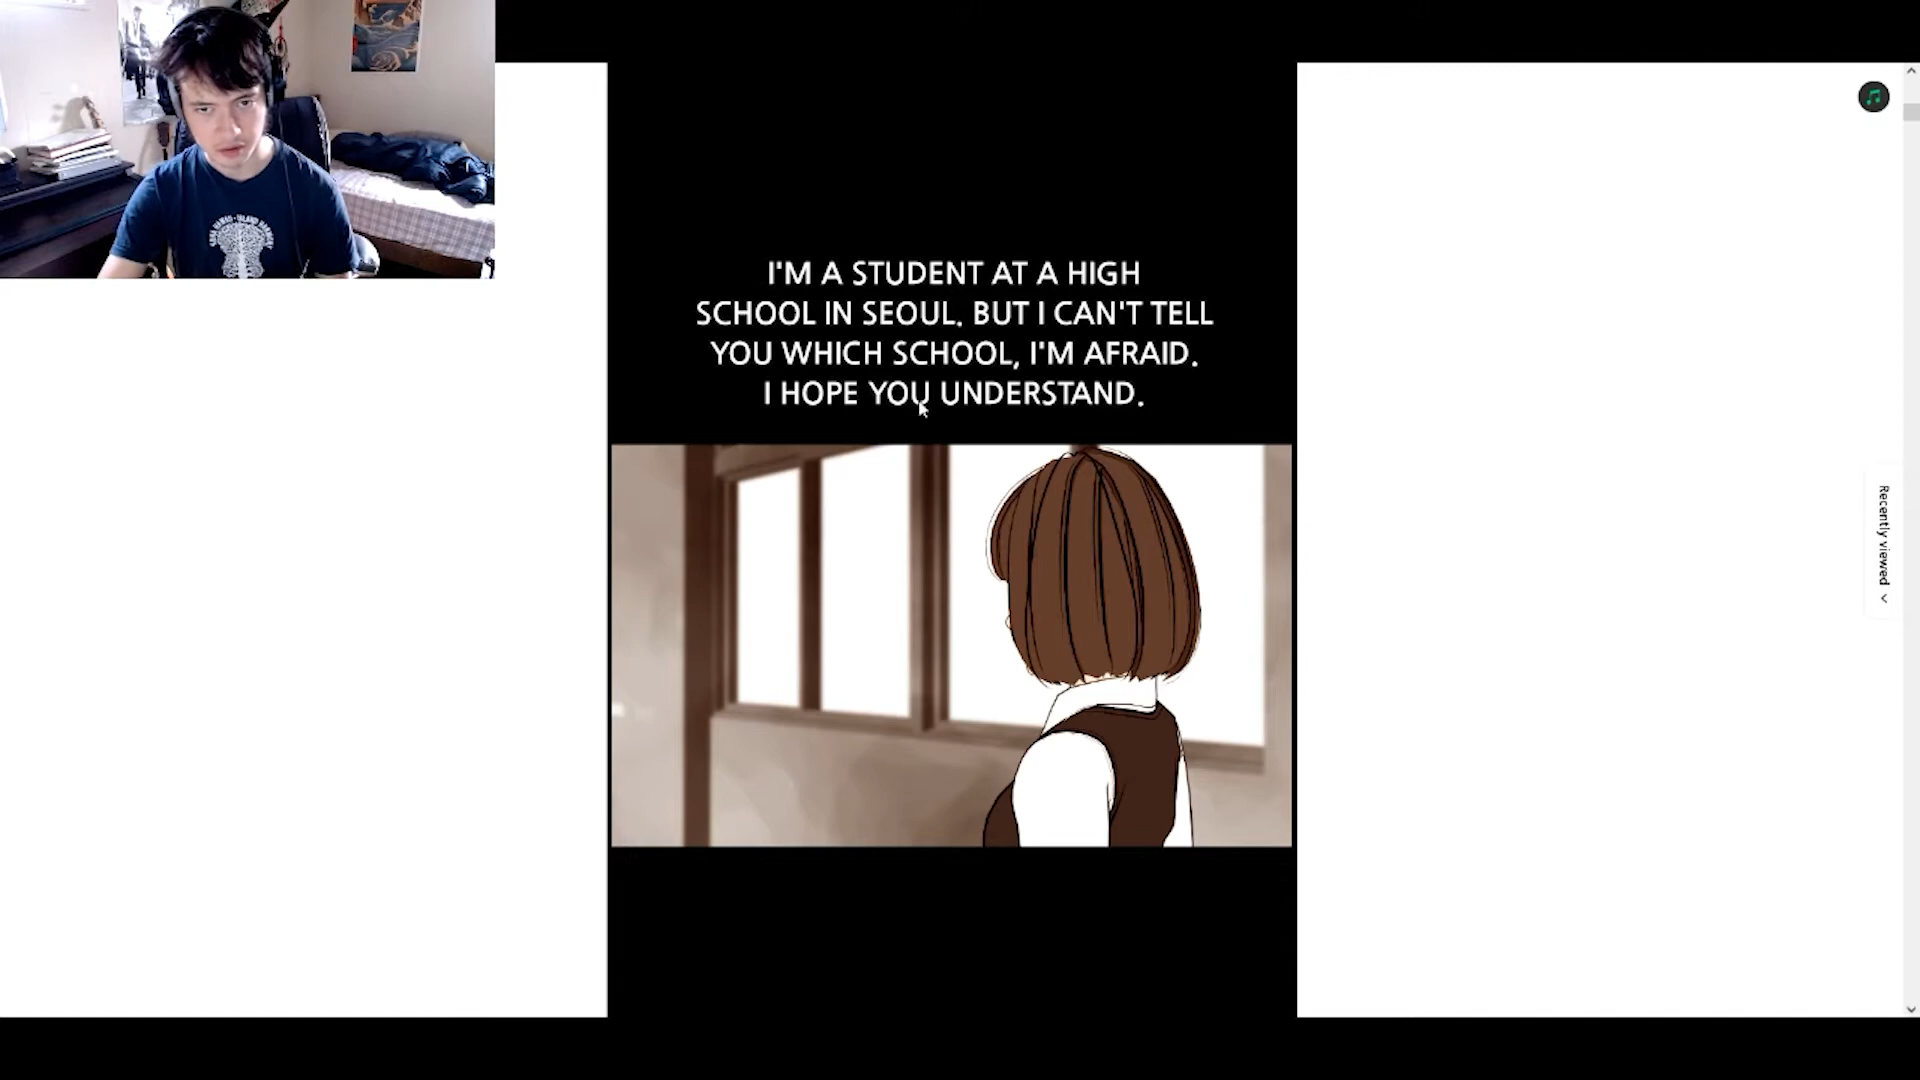 I'M A STUDENT AT A HIGH
SCHOOL IN SEOUL. BUT I CAN'T TELL
YOU WHICH SCHOOL, I'M AFRAID.
I HOPE YOU UNDERSTAND.
Recently viewed